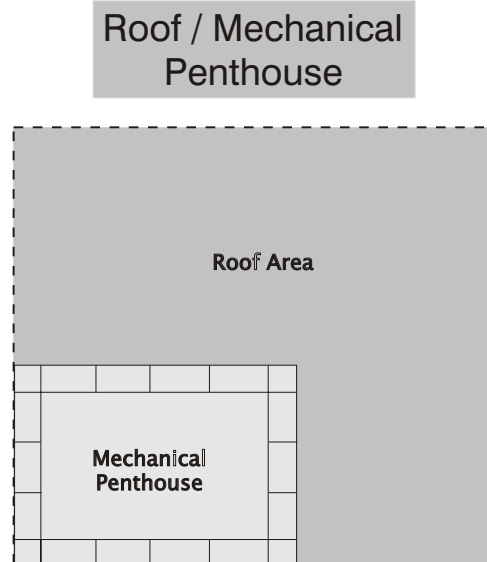 Roof / Mechanical
Penthouse
Roof Area
Mechanical
Penthouse